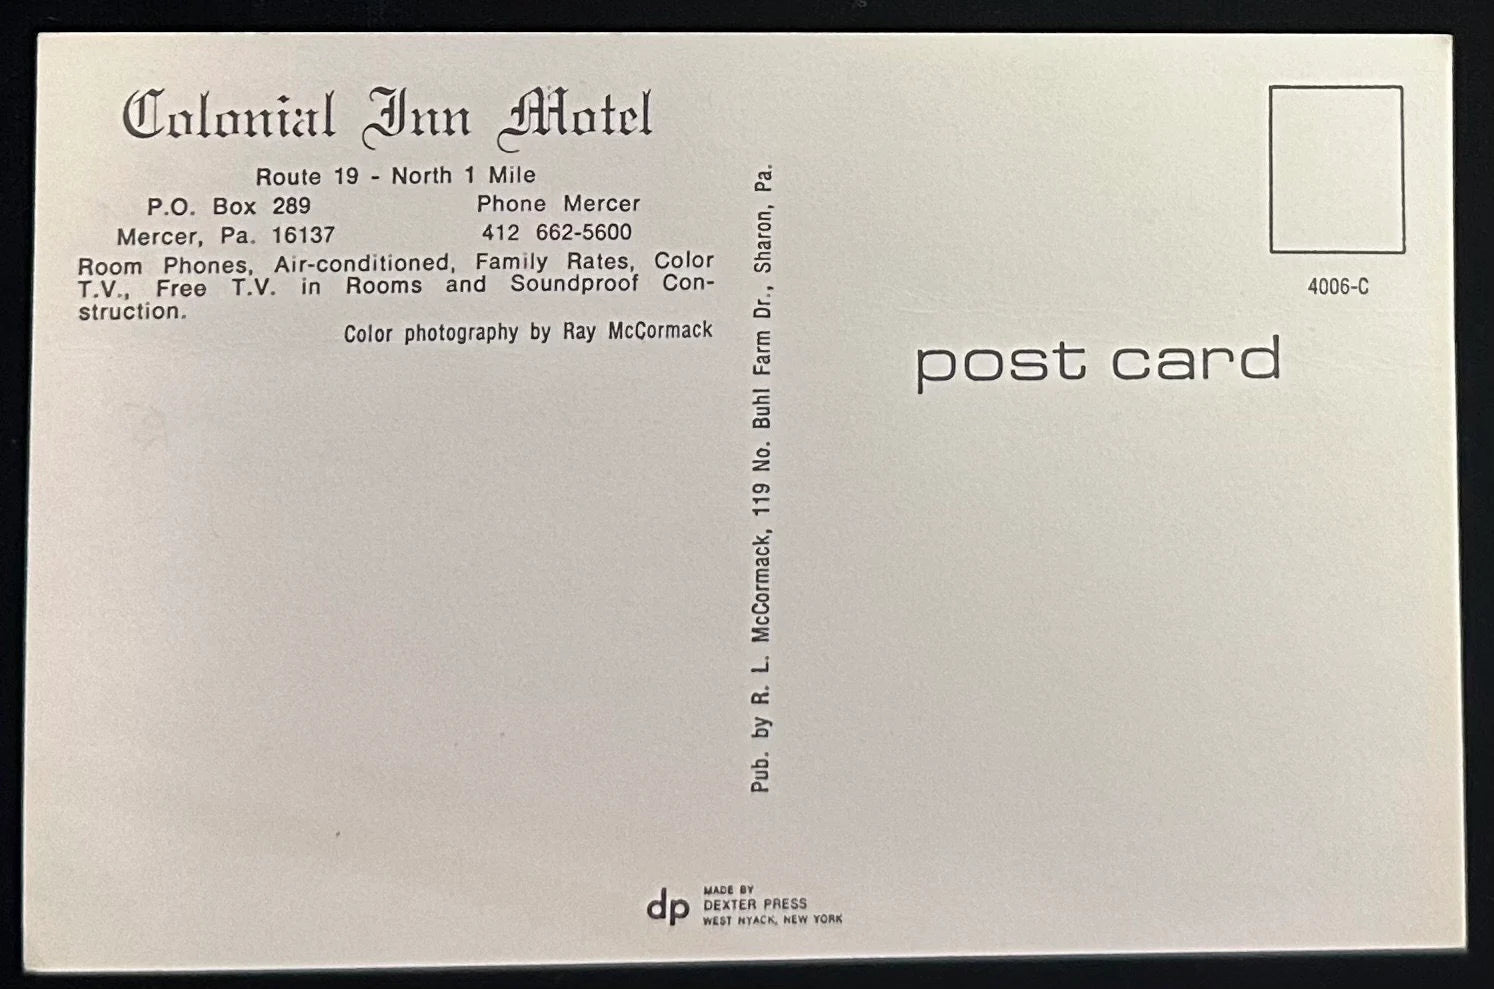 Colonial Inn Motel
Route 19 - North 1 Mile
P.O. Box 289
Mercer, Pa. 16137
Phone Mercer
412 662-5600
Room Phones, Air-conditioned, Family Rates, Color
T.V., Free T.V. in Rooms and Soundproof Con-
struction.
Color photography by Ray McCormack
Pub. by R. L. McCormack, 119 No. Buhl Farm Dr., Sharon, Pa.
4006-C
post card
dp
MADE BY
DEXTER PRESS
WEST NYACK, NEW YORK